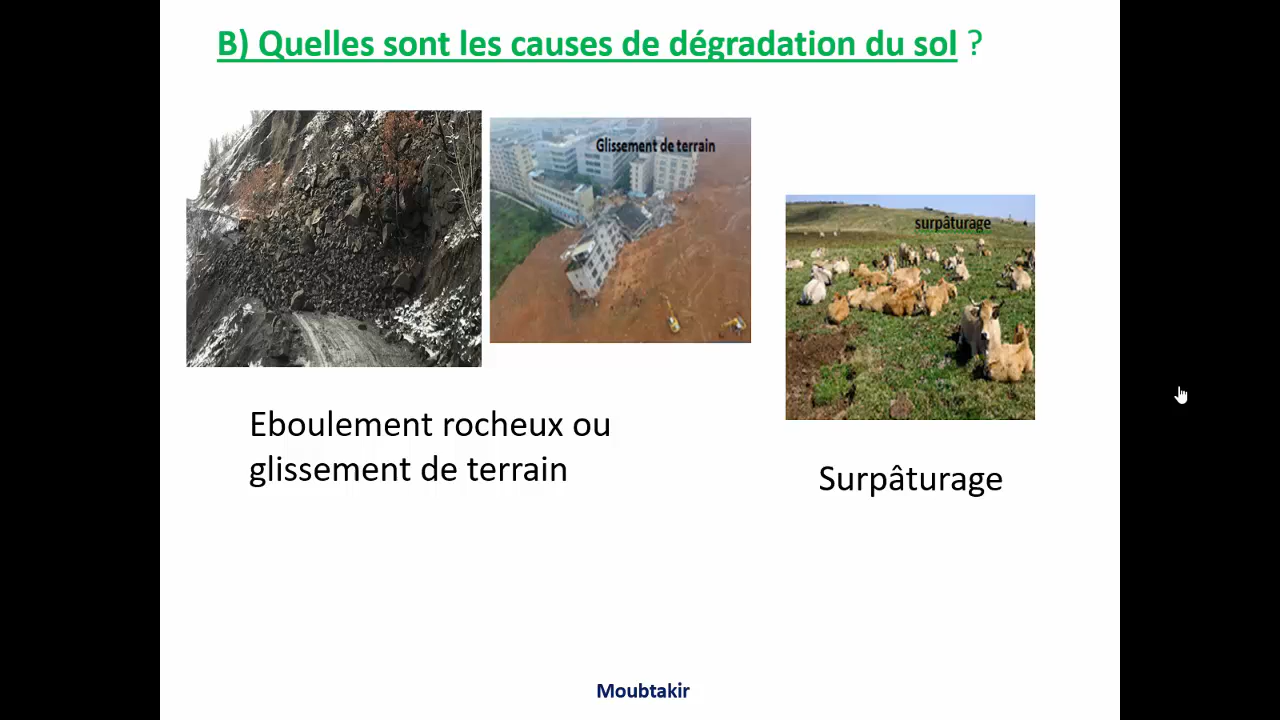 B) Quelles sont les causes de dégradation du sol ?
Glissement de terrain
surpâturage
Eboulement rocheux ou
glissement de terrain
Surpâturage
Moubtakir